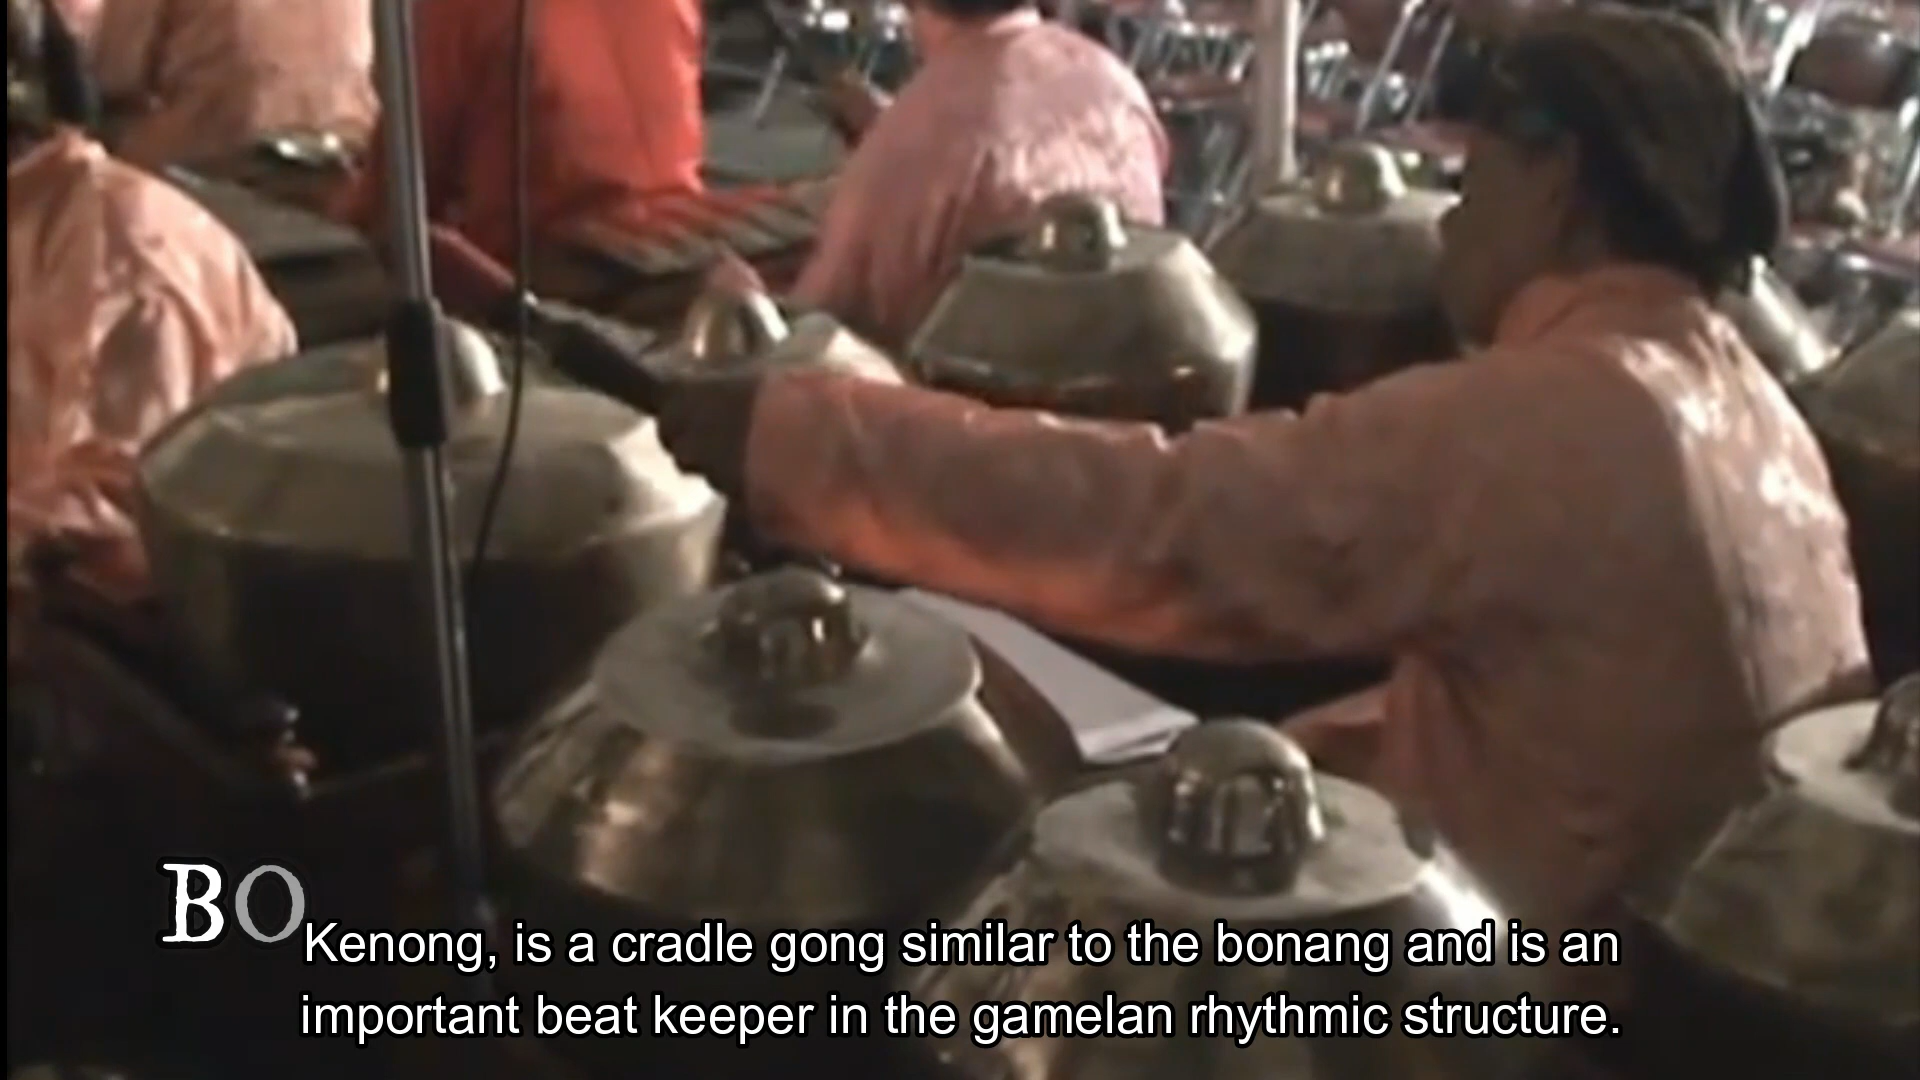 BO
Kenong, is a cradle gong similar to the bonang and is an
important beat keeper in the gamelan rhythmic structure.